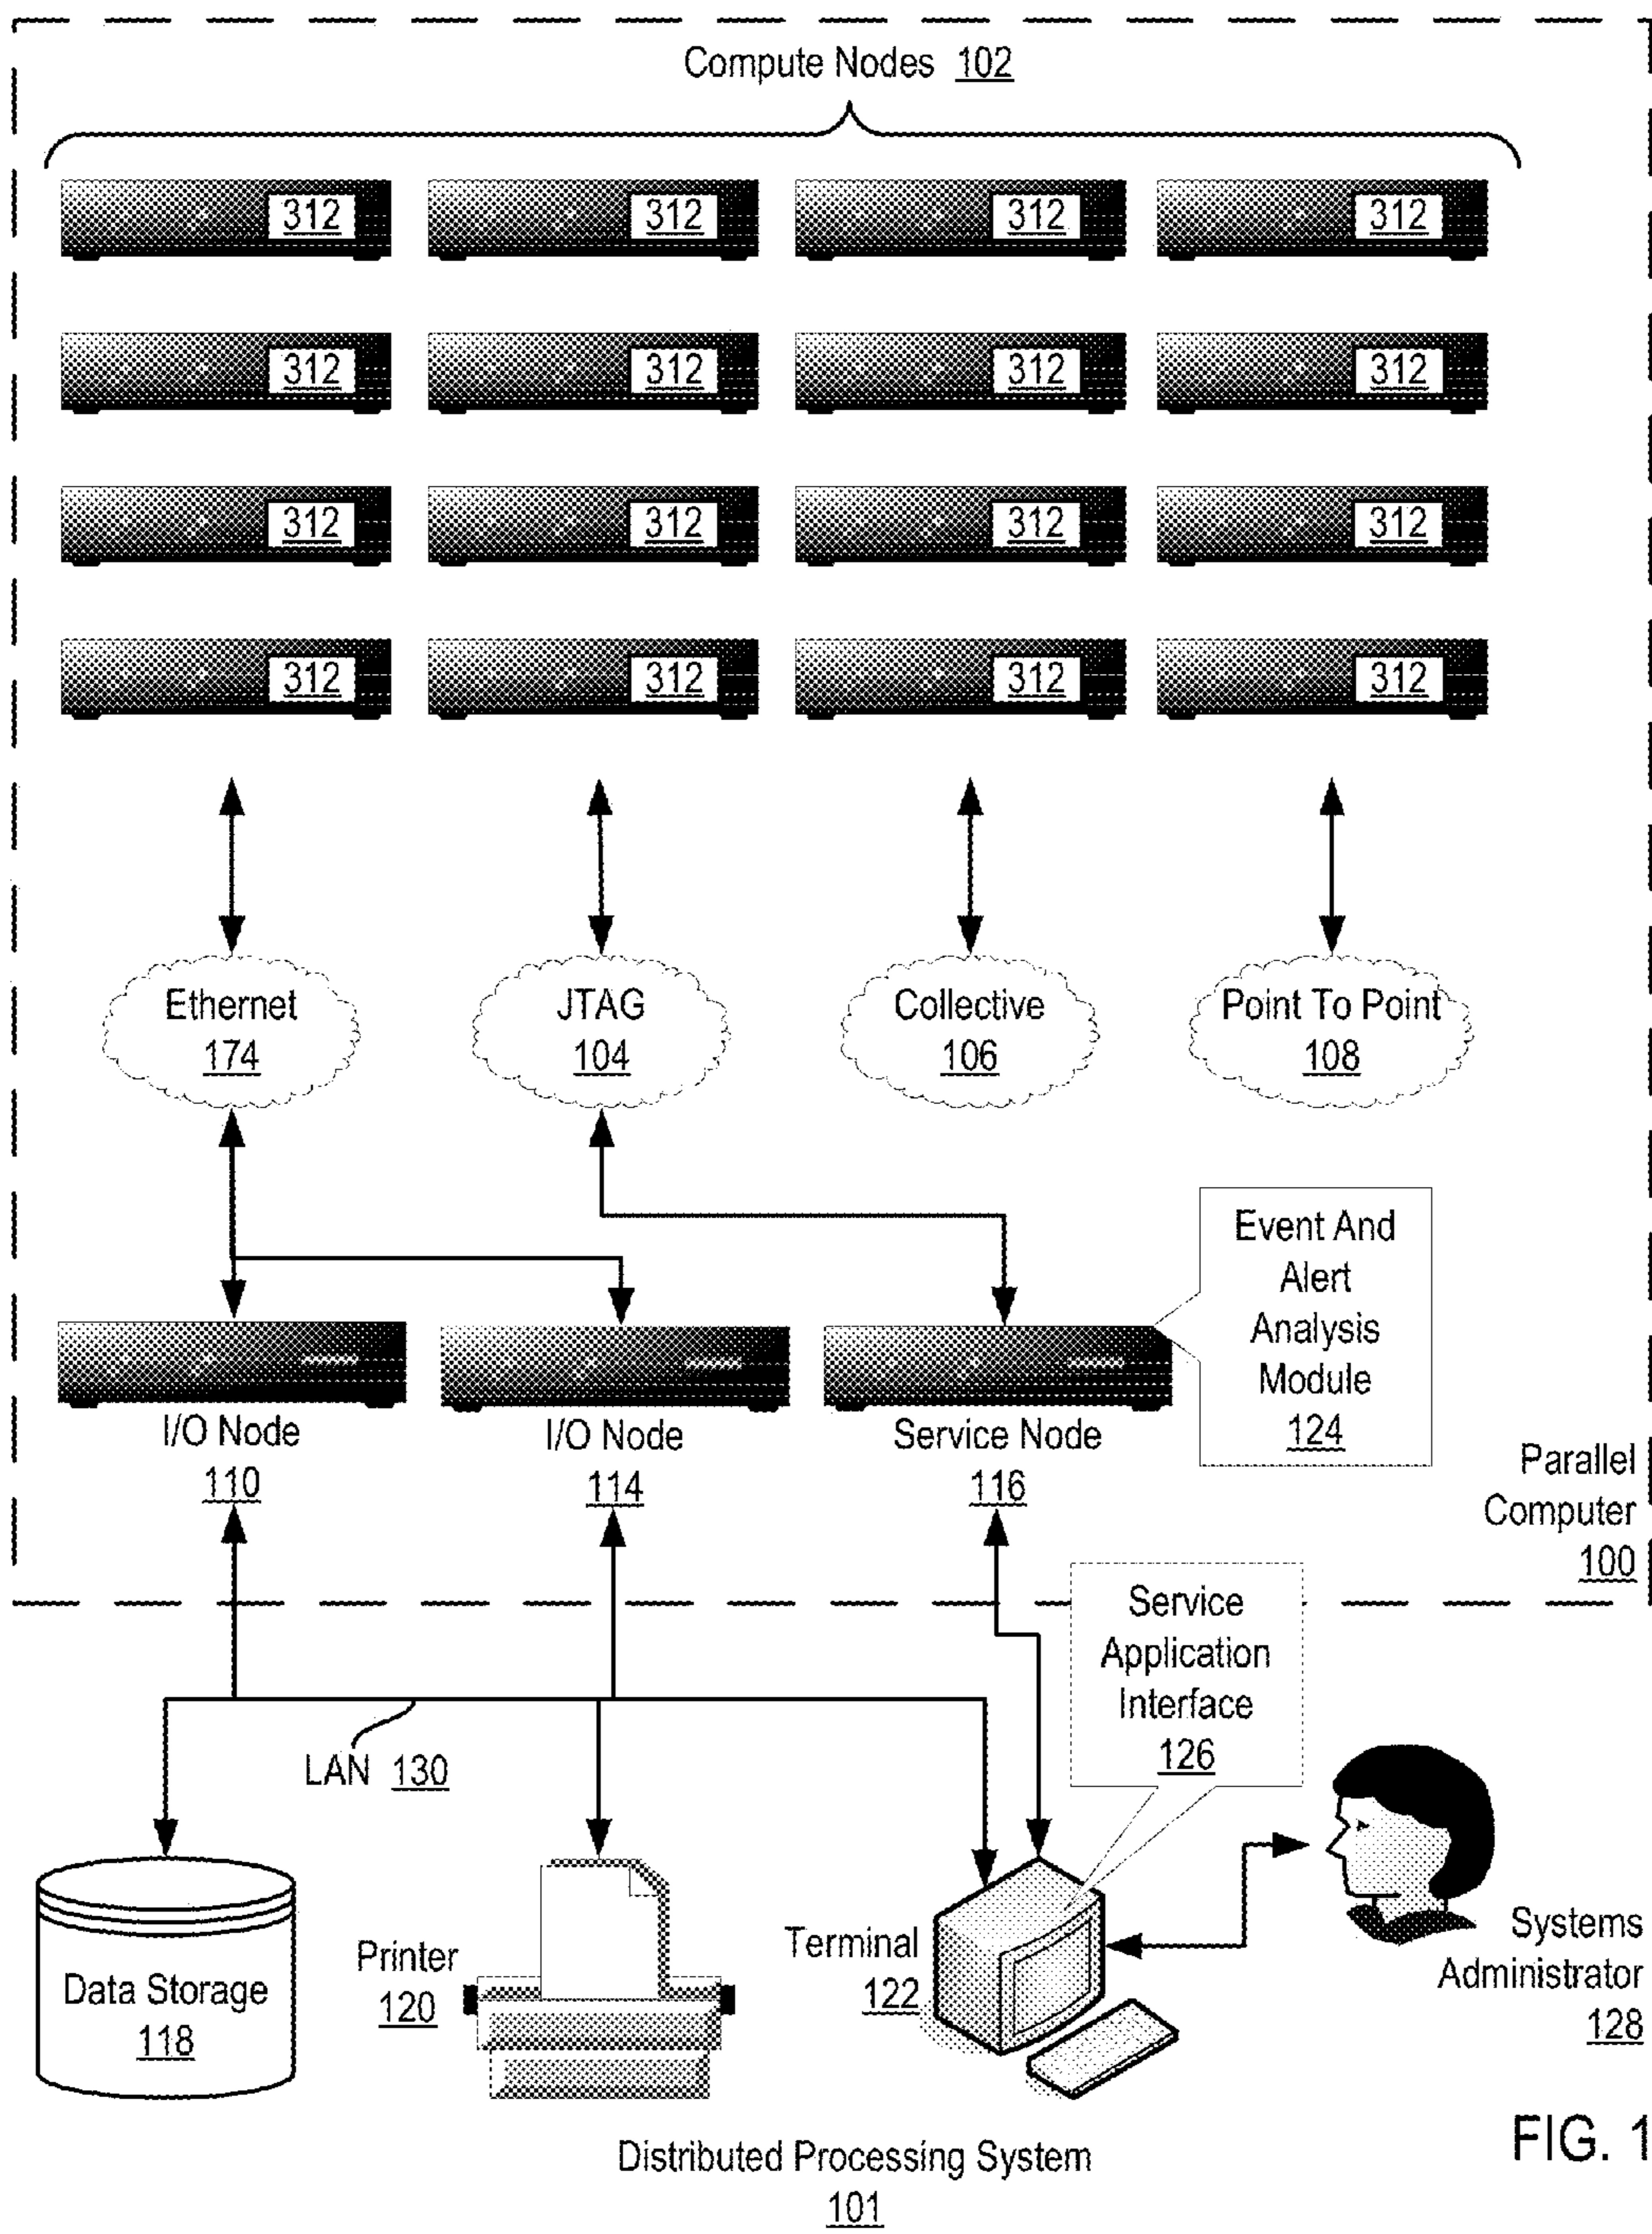 Compute Nodes 102
312 312 312 312
312 312 312 312
312 312 312 312
312 312 312 312
Ethernet
174
JTAG
104
Collective
106
Point To Point
108
Event And
Alert
Analysis
Module
124
I/O Node
110
I/O Node
114
Service Node
116
Parallel
Computer
100
Service
Application
Interface
126
LAN 130
Data Storage
118
Printer
120
Terminal
122
Systems
Administrator
128
Distributed Processing System
101
FIG. 1